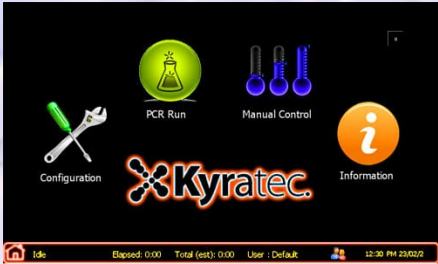 x
PCR Run
Manual Control
Configuration
Information
Kyratec.
Idle Elapsed: 0:00 Total (est): 0:00 User : Default 12:30 PM 23/02/2